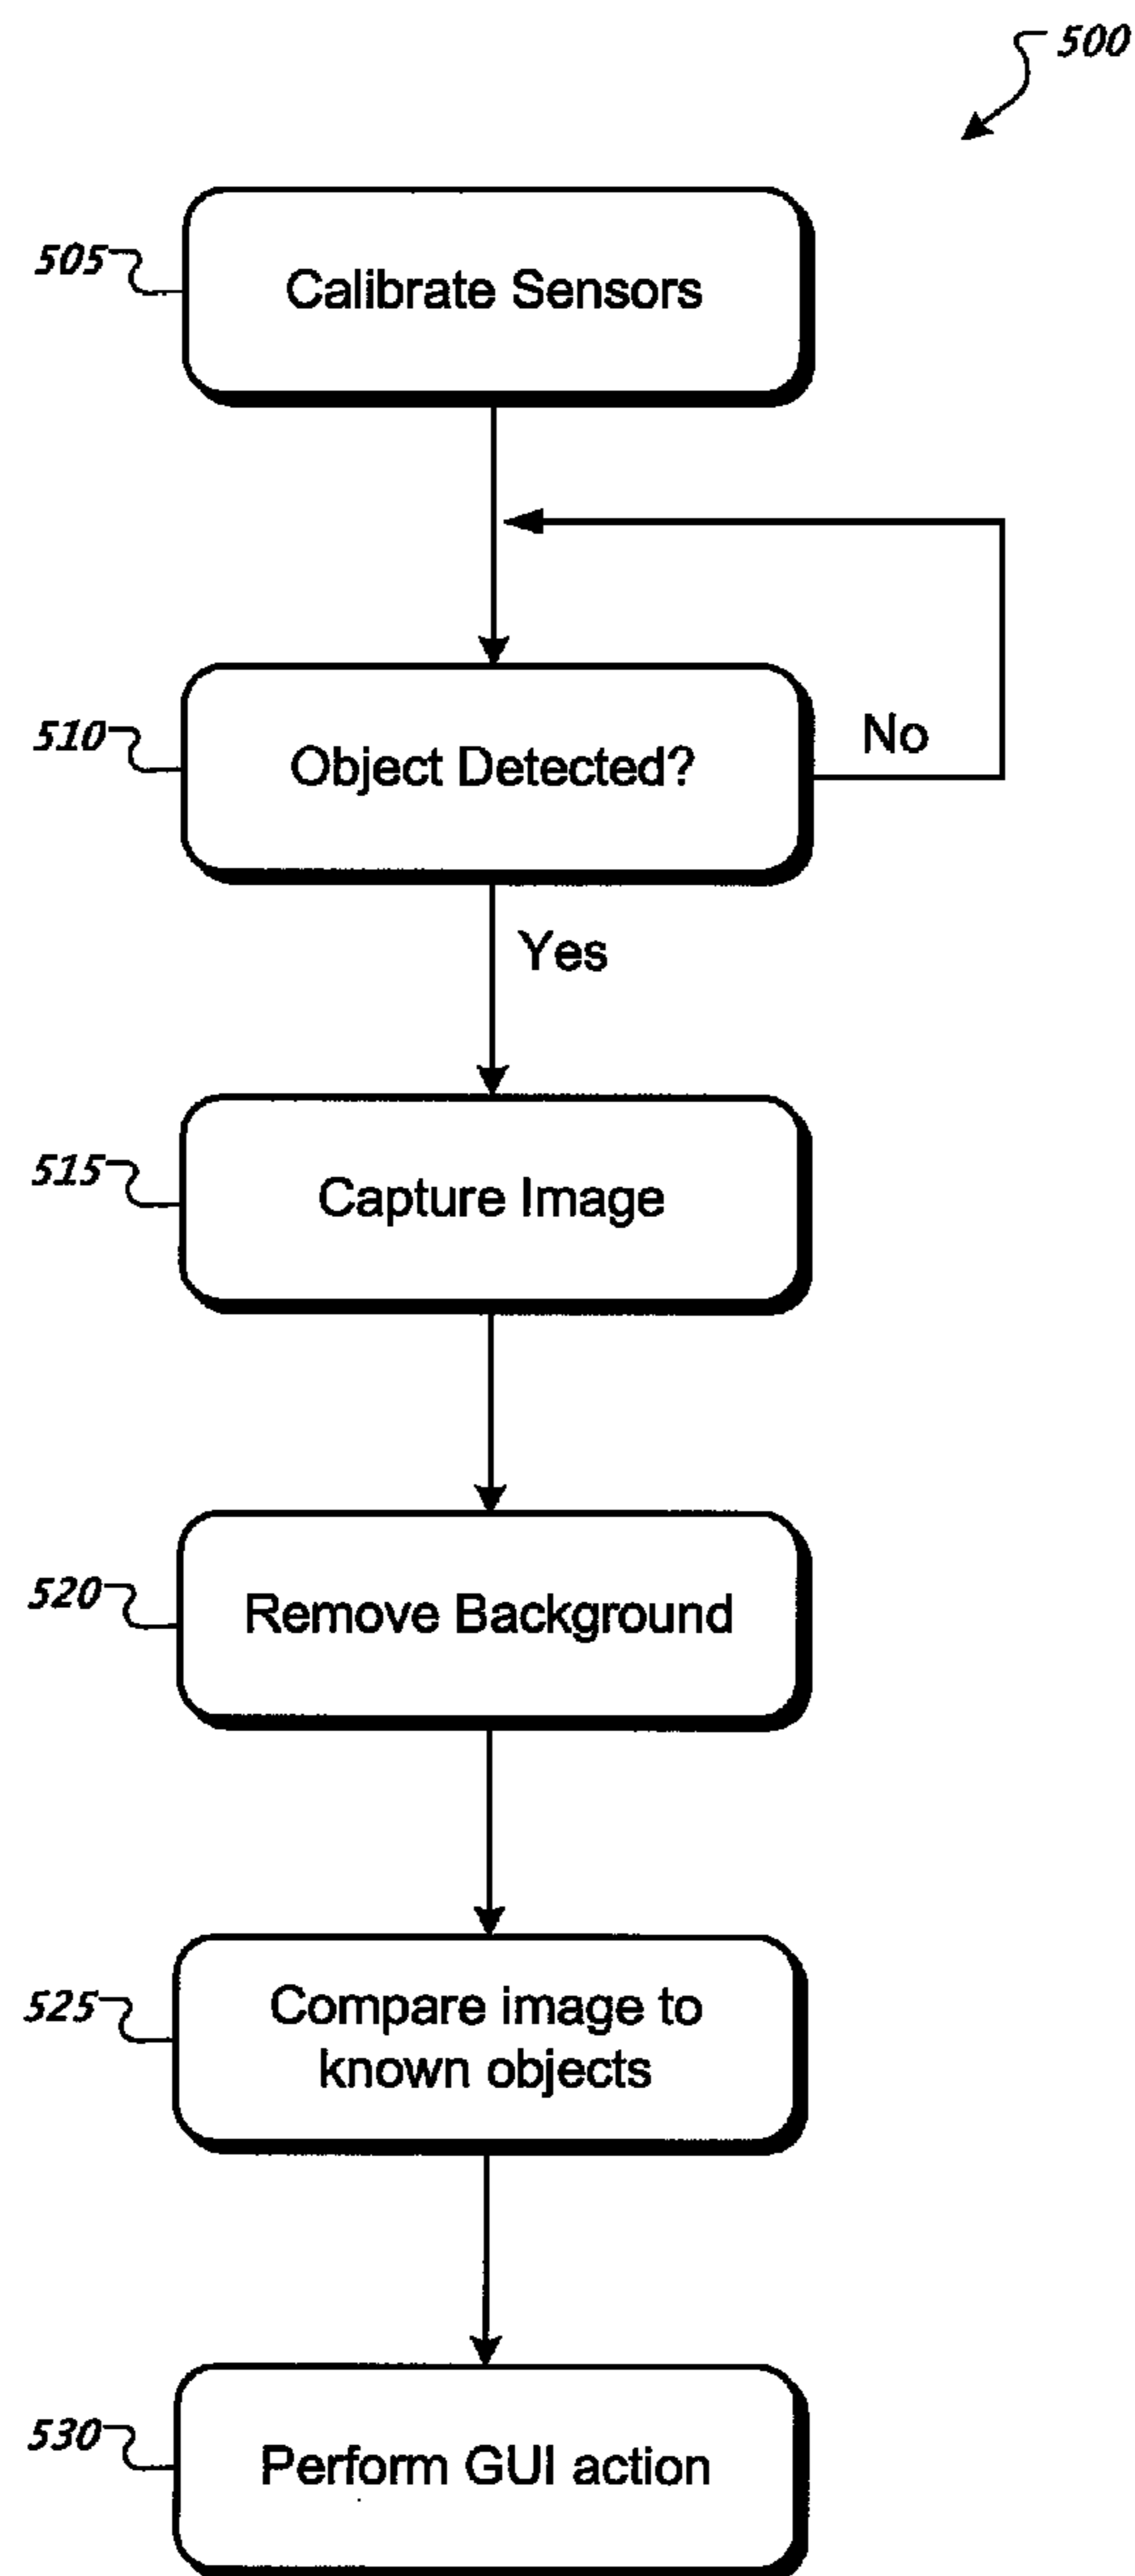 500
505
Calibrate Sensors
510
Object Detected?
No
Yes
515
Capture Image
520
Remove Background
525
Compare image to
known objects
530
Perform GUI action